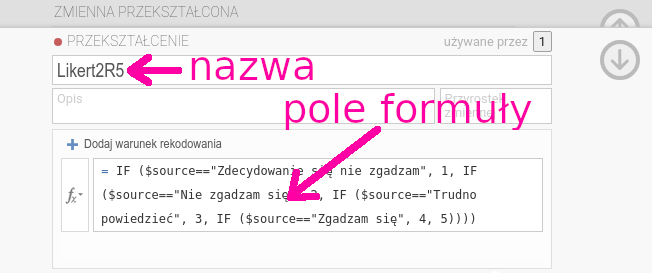 ZMIENNA PRZEKSZTAŁCONA
PRZEKSZTAŁCENIE
używane przez 1
Likert2R5
nazwa
Opis
Przyrostek
zmiennej
pole formuły
Dodaj warunek rekodowania
fx
= IF ($source=="Zdecydowanie się nie zgadzam", 1, IF
($source=="Nie zgadzam się", 2, IF ($source=="Trudno
powiedzieć", 3, IF ($source=="Zgadzam się", 4, 5))))